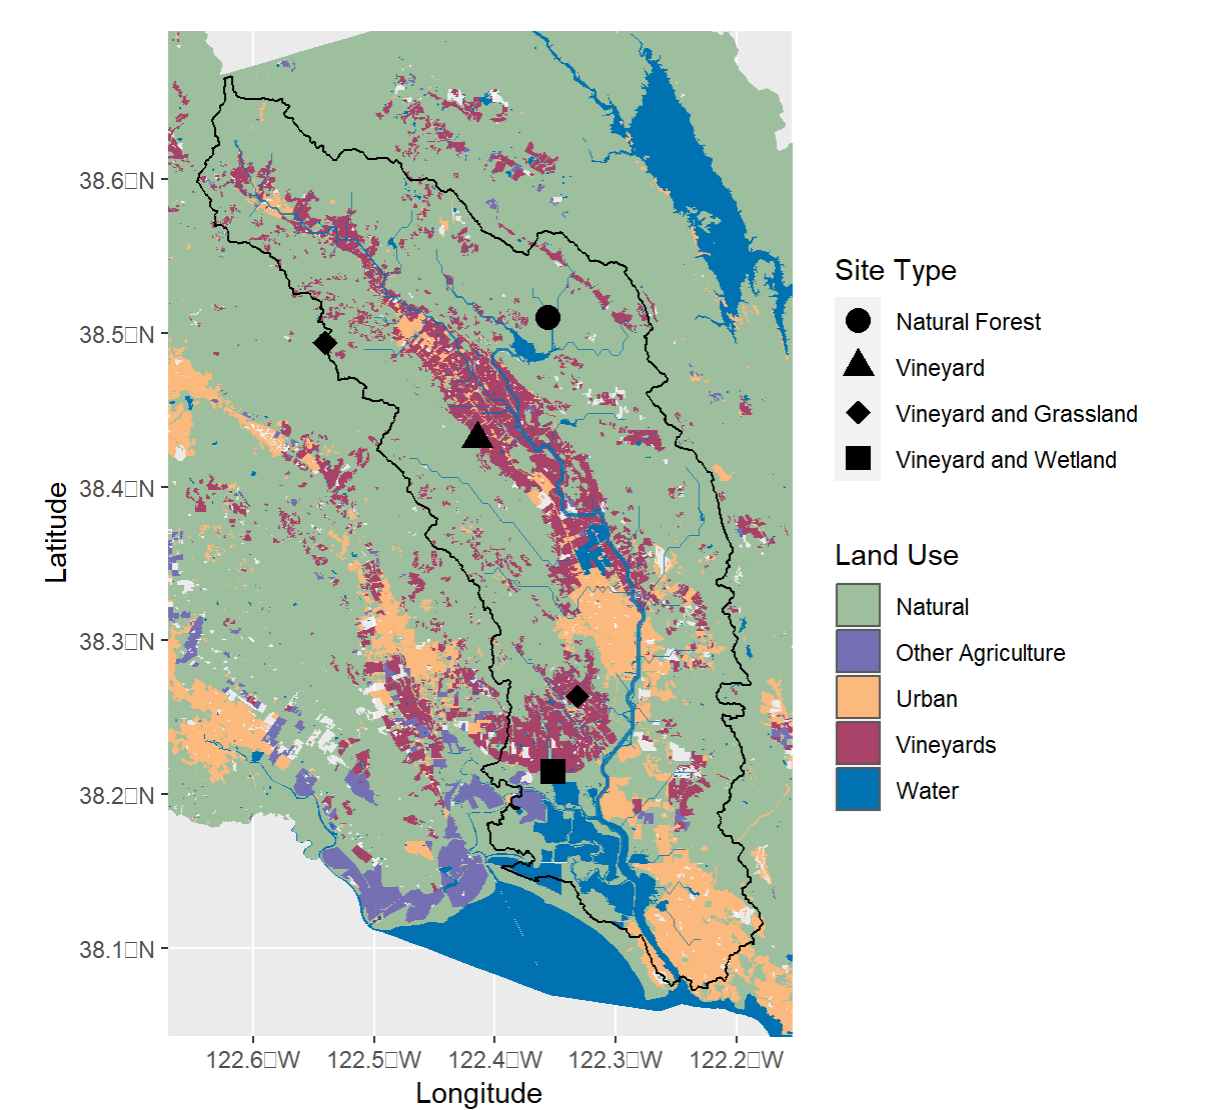 Site Type
Natural Forest
Vineyard
Vineyard and Grassland
Vineyard and Wetland
Land Use
Natural
Other Agriculture
Urban
Vineyards
Water
Latitude
38.6□N
38.5□N
38.4□N
38.3□N
38.2□N
38.1□N
122.6□W
122.5□W
122.4□W
122.3□W
122.2□W
Longitude